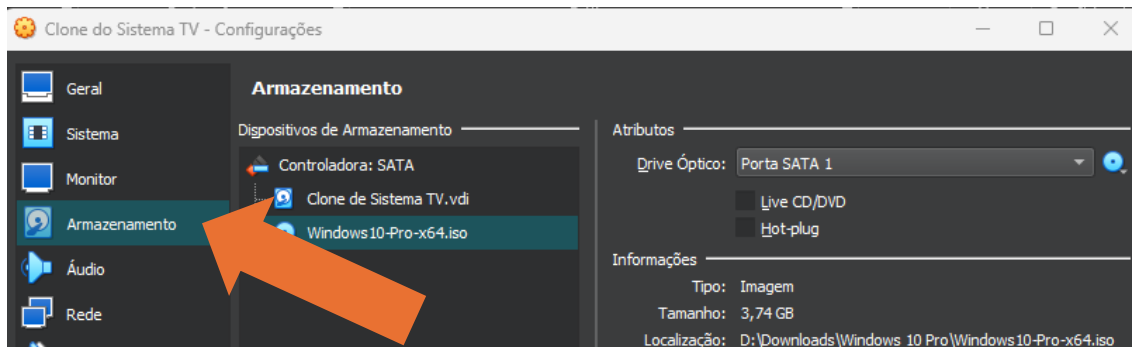 Clone do Sistema TV - Configurações
Geral
Sistema
Monitor
Armazenamento
Áudio
Rede
Armazenamento
Dispositivos de Armazenamento
Controladora: SATA
Clone de Sistema TV.vdi
Windows10-Pro-x64.iso
Atributos
Drive Óptico: Porta SATA 1
Live CD/DVD
Hot-plug
Informações
Tipo: Imagem
Tamanho: 3,74 GB
Localização: D:\Downloads\Windows 10 Pro\Windows10-Pro-x64.iso